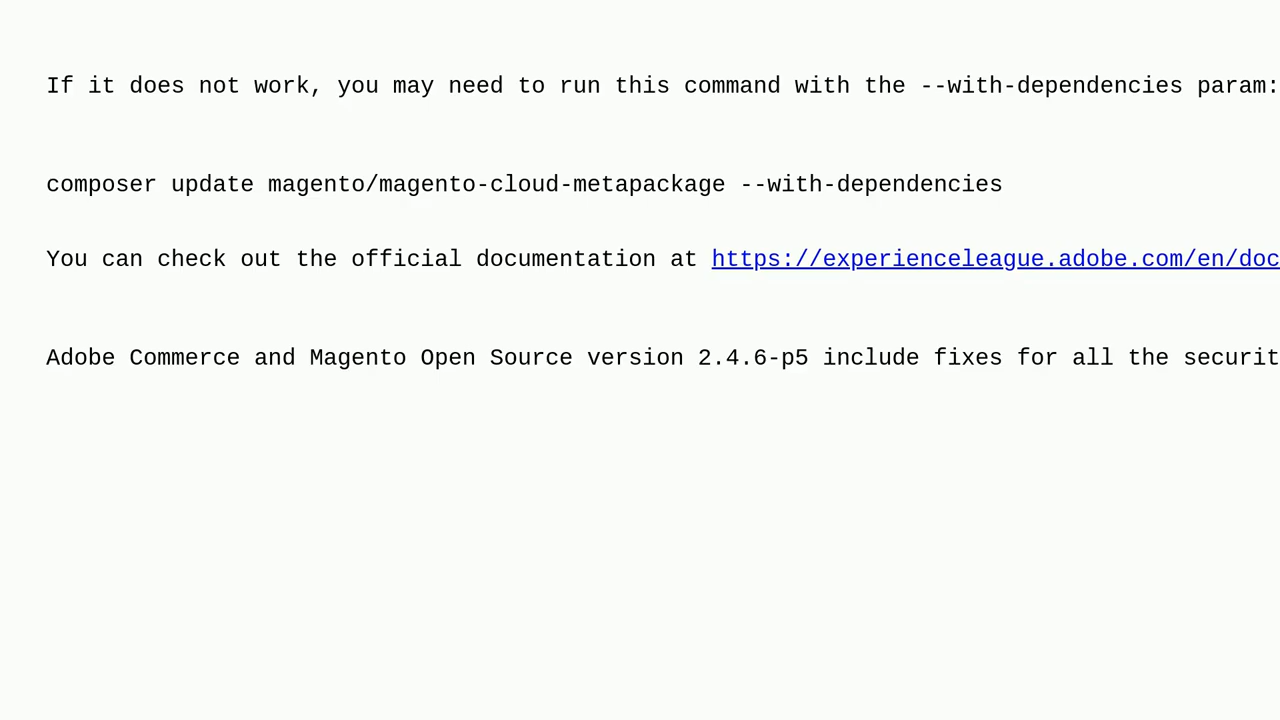 If it does not work, you may need to run this command with the --with-dependencies param:
composer update magento/magento-cloud-metapackage --with-dependencies
You can check out the official documentation at https://experienceleague.adobe.com/en/doc
Adobe Commerce and Magento Open Source version 2.4.6-p5 include fixes for all the securit